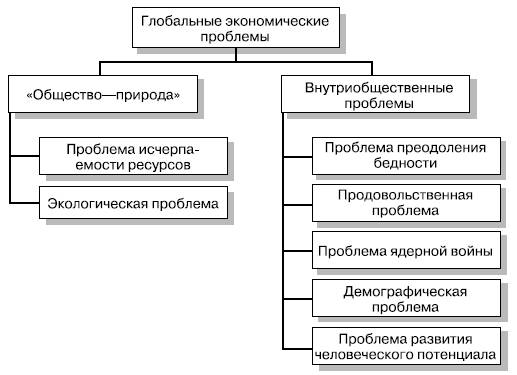 Глобальные экономические
проблемы
«Общество—природа»
Проблема исчерпа-
емости ресурсов
Экологическая проблема
Внутриобщественные
проблемы
Проблема преодоления
бедности
Продовольственная
проблема
Проблема ядерной войны
Демографическая
проблема
Проблема развития
человеческого потенциала